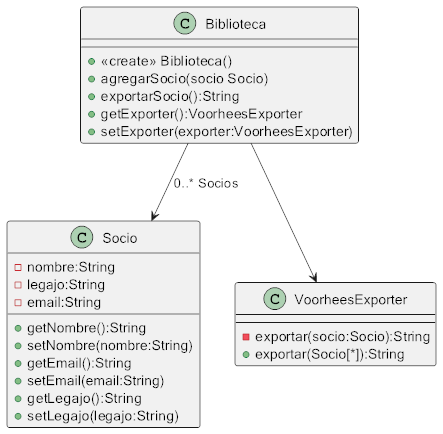 C Biblioteca
«create» Biblioteca()
agregarSocio(socio Socio)
exportarSocio():String
getExporter():VoorheesExporter
setExporter(exporter:VoorheesExporter)
0..* Socios
C Socio
nombre:String
legajo:String
email:String
getNombre():String
setNombre(nombre:String)
getEmail():String
setEmail(email:String)
getLegajo():String
setLegajo(legajo:String)
C VoorheesExporter
exportar(socio:Socio):String
exportar(Socio[*]):String